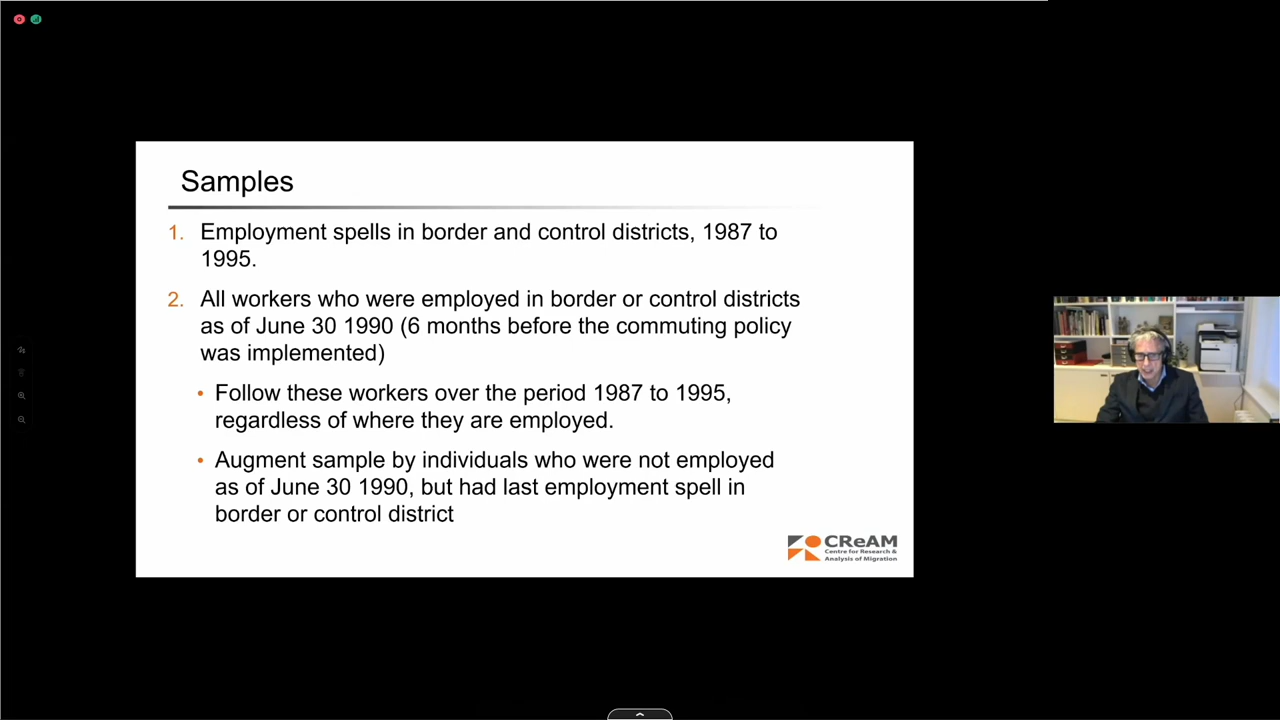 Samples
1. Employment spells in border and control districts, 1987 to
1995.
2. All workers who were employed in border or control districts
as of June 30 1990 (6 months before the commuting policy
was implemented)
• Follow these workers over the period 1987 to 1995,
regardless of where they are employed.
• Augment sample by individuals who were not employed
as of June 30 1990, but had last employment spell in
border or control district
CReAM
Centre for Research &
Analysis of Migration